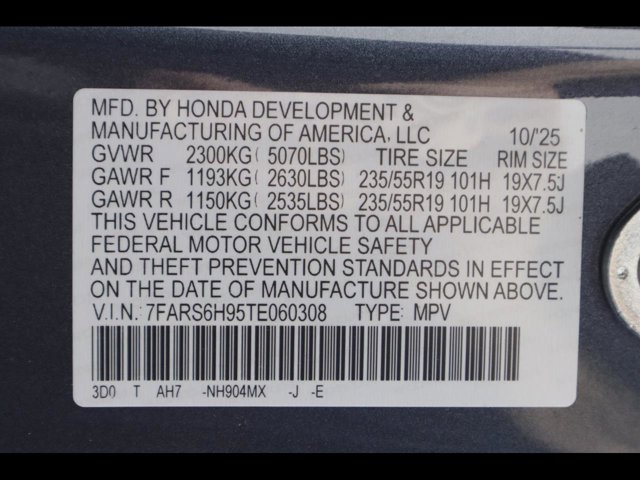 MFD. BY HONDA DEVELOPMENT &
MANUFACTURING OF AMERICA, LLC 10/'25
GVWR 2300KG( 5070LBS) TIRE SIZE RIM SIZE
GAWR F 1193KG( 2630LBS) 235/55R19 101H 19X7.5J
GAWR R 1150KG( 2535LBS) 235/55R19 101H 19X7.5J
THIS VEHICLE CONFORMS TO ALL APPLICABLE
FEDERAL MOTOR VEHICLE SAFETY
AND THEFT PREVENTION STANDARDS IN EFFECT
ON THE DATE OF MANUFACTURE SHOWN ABOVE.
V.I.N.: 7FARS6H95TE060308 TYPE: MPV
3D0 T AH7 -NH904MX -J -E